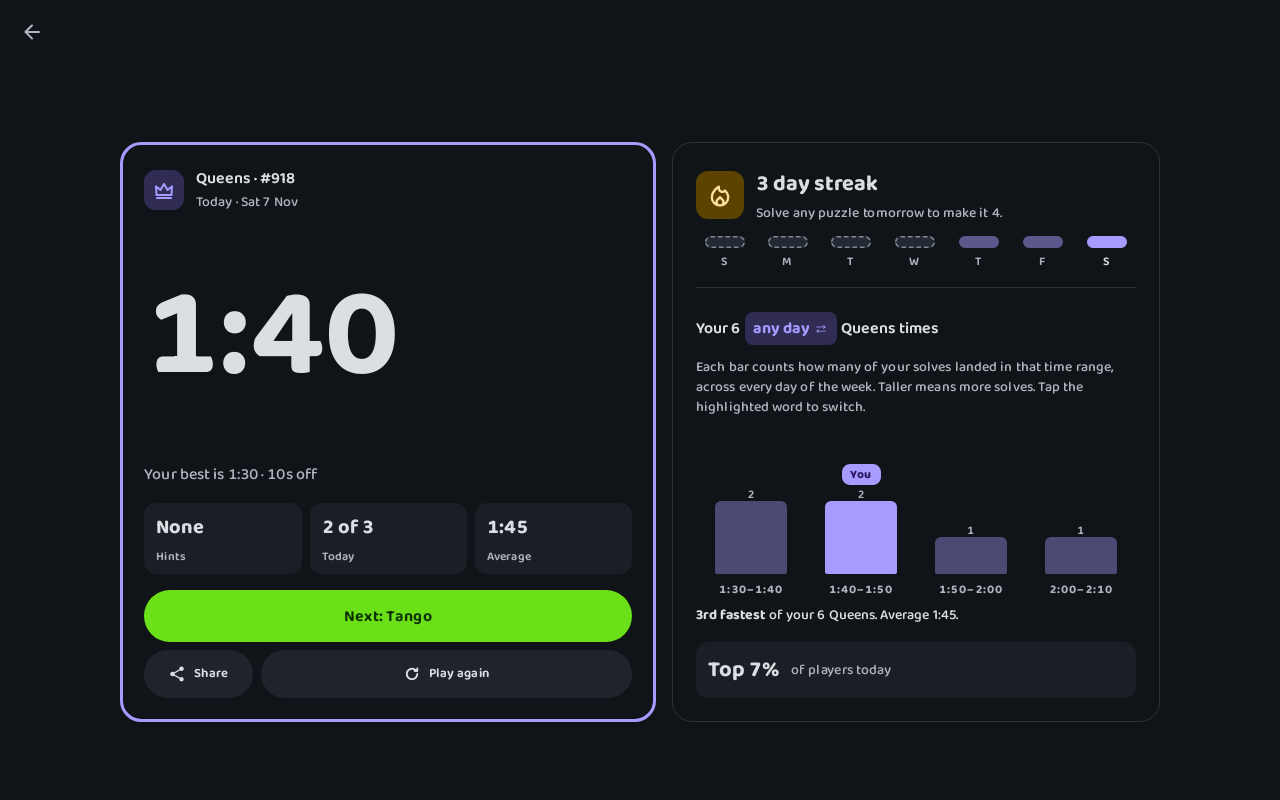 Queens · #918
Today · Sat 7 Nov
1:40
Your best is 1:30 · 10s off
None
Hints
2 of 3
Today
1:45
Average
Next: Tango
Share
Play again
3 day streak
Solve any puzzle tomorrow to make it 4.
S M T W T F S
Your 6 any day ⇄ Queens times
Each bar counts how many of your solves landed in that time range,
across every day of the week. Taller means more solves. Tap the
highlighted word to switch.
You
2 2 1 1
1:30–1:40 1:40–1:50 1:50–2:00 2:00–2:10
3rd fastest of your 6 Queens. Average 1:45.
Top 7% of players today